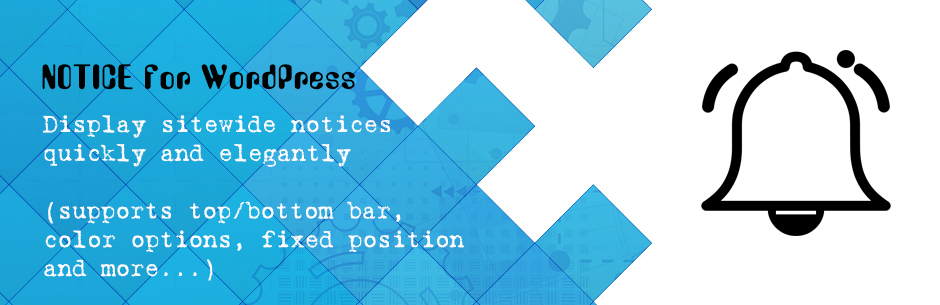 NOTICE for WordPress
Display sitewide notices
quickly and elegantly
(supports top/bottom bar,
color options, fixed position
and more...)